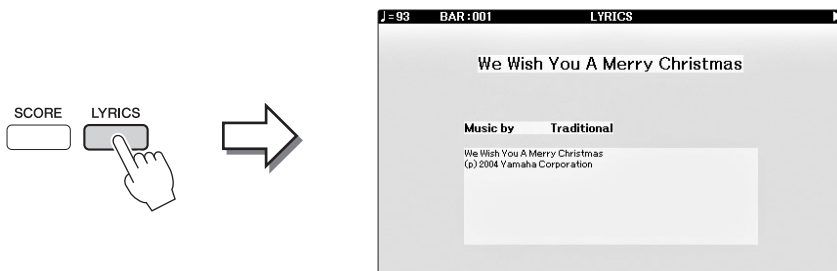 ♩= 93 BAR : 001 LYRICS
We Wish You A Merry Christmas
SCORE LYRICS
Music by Traditional
We Wish You A Merry Christmas
(p) 2004 Yamaha Corporation